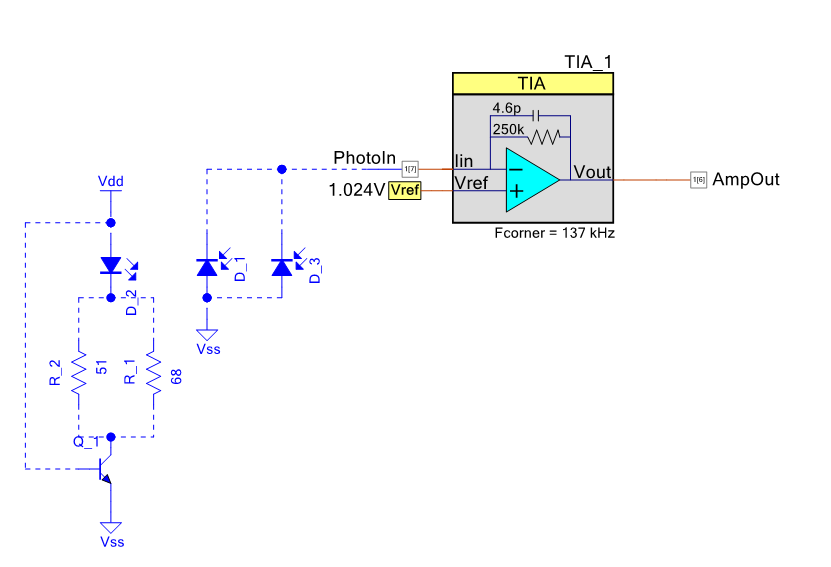 TIA_1
TIA
4.6p
250k
PhotoIn
1[7]
Iin
1.024V
Vref
Vref
Vout
1[6]
AmpOut
Fcorner = 137 kHz
Vdd
D_2
D_1
D_3
Vss
R_2
51
R_1
68
Q_1
Vss